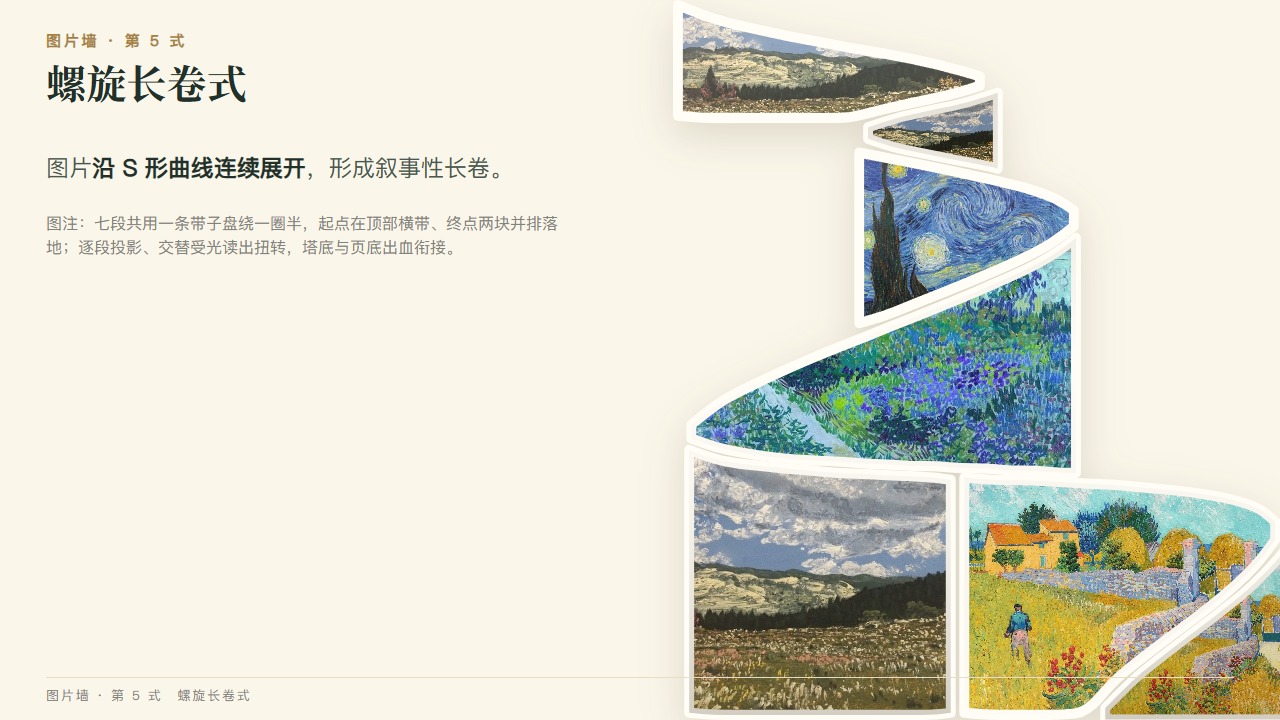 图片墙 · 第 5 式
螺旋长卷式
图片沿 S 形曲线连续展开，形成叙事性长卷。
图注：七段共用一条带子盘绕一圈半，起点在顶部横带、终点两块并排落
地；逐段投影、交替受光读出扭转，塔底与页底出血衔接。
图片墙 · 第 5 式　螺旋长卷式